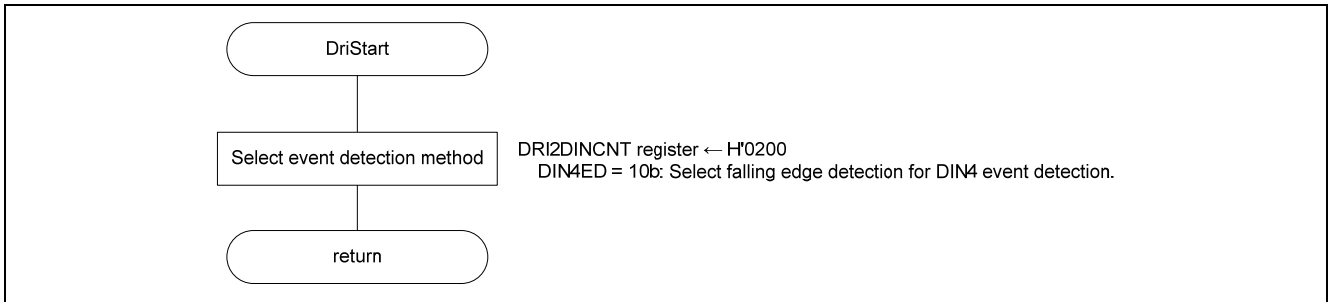 DriStart
Select event detection method
DRI2DINCNT register ← H'0200
DIN4ED = 10b: Select falling edge detection for DIN4 event detection.
return